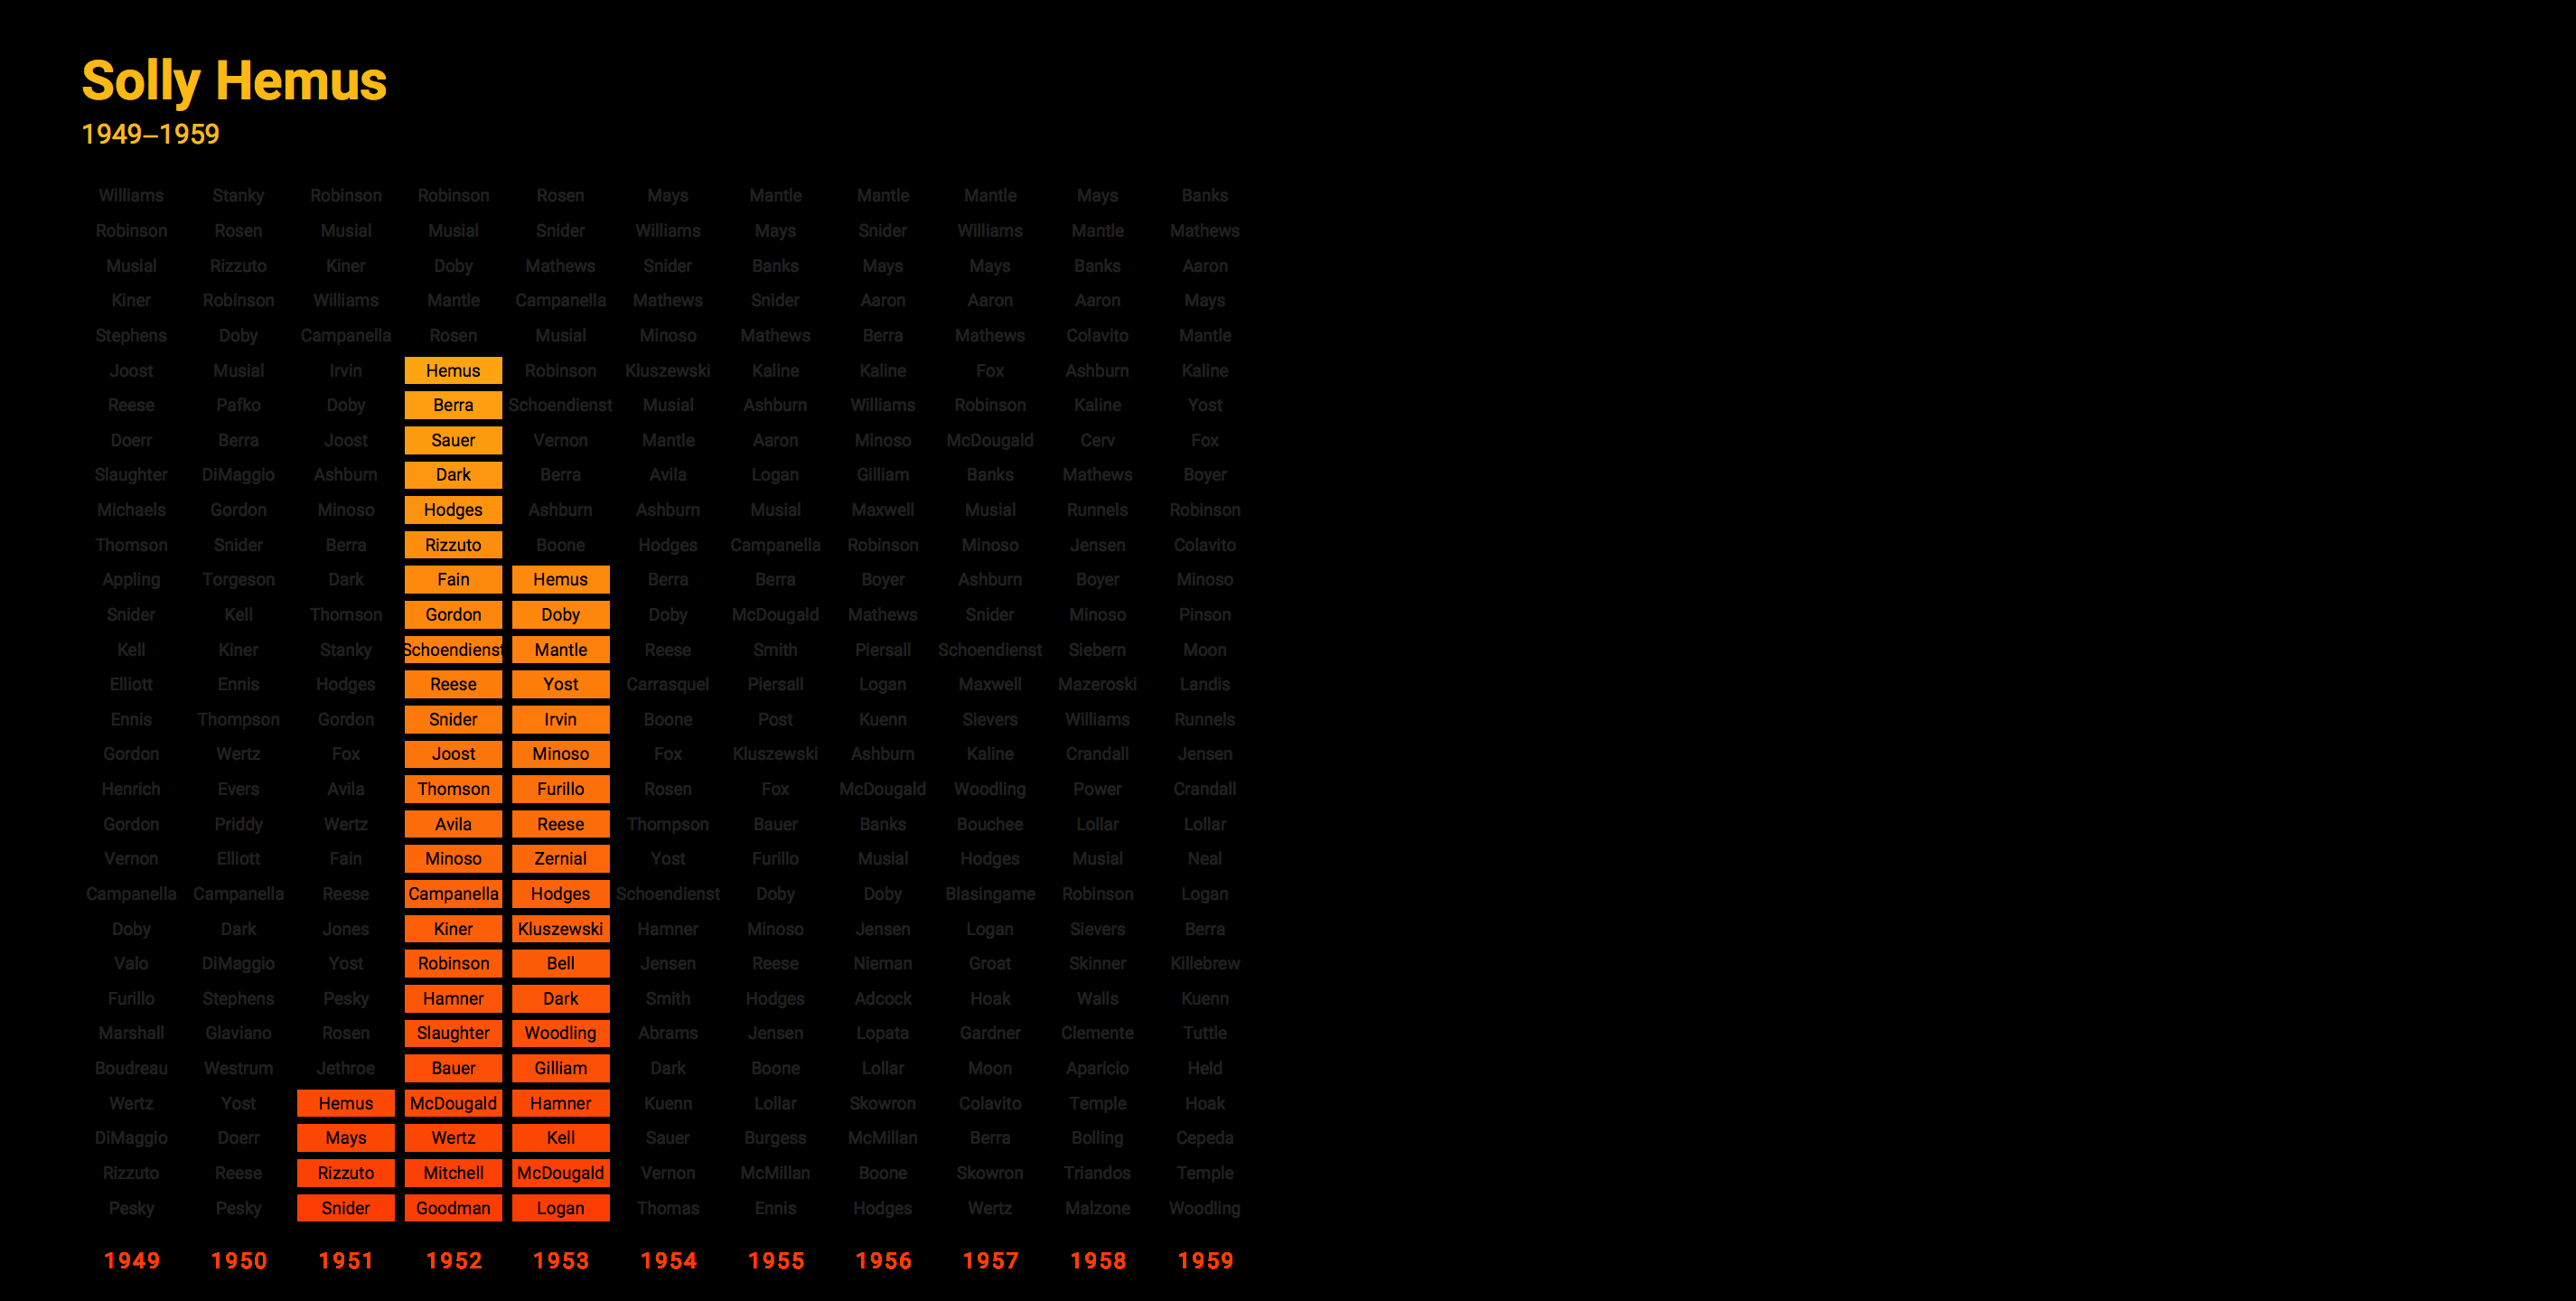 Solly Hemus
1949–1959
Williams Stanky Robinson Robinson Rosen Mays Mantle Mantle Mantle Mays Banks
Robinson Rosen Musial Musial Snider Williams Mays Snider Williams Mantle Mathews
Musial Rizzuto Kiner Doby Mathews Snider Banks Mays Mays Banks Aaron
Kiner Robinson Williams Mantle Campanella Mathews Snider Aaron Aaron Aaron Mays
Stephens Doby Campanella Rosen Musial Minoso Mathews Berra Mathews Colavito Mantle
Joost Musial Irvin Hemus Robinson Kluszewski Kaline Kaline Fox Ashburn Kaline
Reese Pafko Doby Berra Schoendienst Musial Ashburn Williams Robinson Kaline Yost
Doerr Berra Joost Sauer Vernon Mantle Aaron Minoso McDougald Cerv Fox
Slaughter DiMaggio Ashburn Dark Berra Avila Logan Gilliam Banks Mathews Boyer
Michaels Gordon Minoso Hodges Ashburn Ashburn Musial Maxwell Musial Runnels Robinson
Thomson Snider Berra Rizzuto Boone Hodges Campanella Robinson Minoso Jensen Colavito
Appling Torgeson Dark Fain Hemus Berra Berra Boyer Ashburn Boyer Minoso
Snider Kell Thomson Gordon Doby Doby McDougald Mathews Snider Minoso Pinson
Kell Kiner Stanky Schoendienst Mantle Reese Smith Piersall Schoendienst Siebern Moon
Elliott Ennis Hodges Reese Yost Carrasquel Piersall Logan Maxwell Mazeroski Landis
Ennis Thompson Gordon Snider Irvin Boone Post Kuenn Sievers Williams Runnels
Gordon Wertz Fox Joost Minoso Fox Kluszewski Ashburn Kaline Crandall Jensen
Henrich Evers Avila Thomson Furillo Rosen Fox McDougald Woodling Power Crandall
Gordon Priddy Wertz Avila Reese Thompson Bauer Banks Bouchee Lollar Lollar
Vernon Elliott Fain Minoso Zernial Yost Furillo Musial Hodges Musial Neal
Campanella Campanella Reese Campanella Hodges Schoendienst Doby Doby Blasingame Robinson Logan
Doby Dark Jones Kiner Kluszewski Hamner Minoso Jensen Logan Sievers Berra
Valo DiMaggio Yost Robinson Bell Jensen Reese Nieman Groat Skinner Killebrew
Furillo Stephens Pesky Hamner Dark Smith Hodges Adcock Hoak Walls Kuenn
Marshall Glaviano Rosen Slaughter Woodling Abrams Jensen Lopata Gardner Clemente Tuttle
Boudreau Westrum Jethroe Bauer Gilliam Dark Boone Lollar Moon Aparicio Held
Wertz Yost Hemus McDougald Hamner Kuenn Lollar Skowron Colavito Temple Hoak
DiMaggio Doerr Mays Wertz Kell Sauer Burgess McMillan Berra Bolling Cepeda
Rizzuto Reese Rizzuto Mitchell McDougald Vernon McMillan Boone Skowron Triandos Temple
Pesky Pesky Snider Goodman Logan Thomas Ennis Hodges Wertz Malzone Woodling
1949 1950 1951 1952 1953 1954 1955 1956 1957 1958 1959